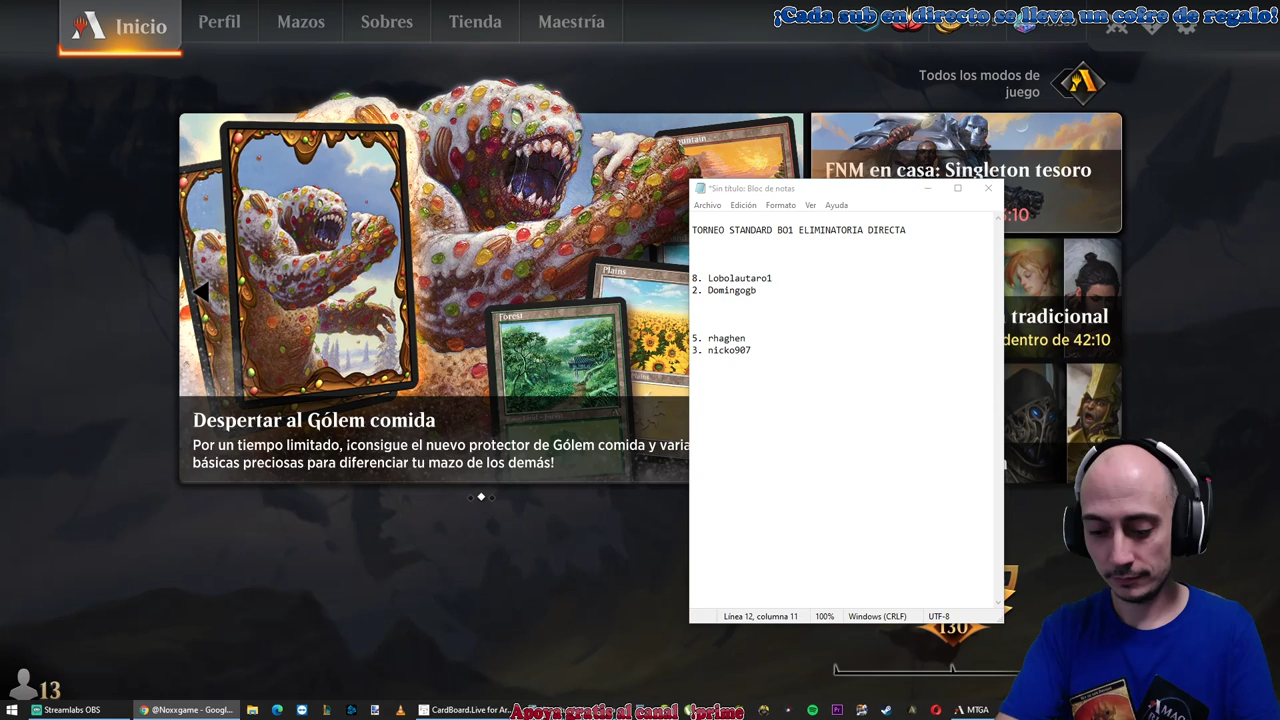 Inicio
Perfil
Mazos
Sobres
Tienda
Maestría
¡Cada sub en directo se lleva un cofre de regalo!
Todos los modos de
juego
FNM en casa: Singleton tesoro
:10
*Sin título: Bloc de notas
Archivo Edición Formato Ver Ayuda
TORNEO STANDARD BO1 ELIMINATORIA DIRECTA
8. Lobolautaro1
2. Domingogb
5. rhaghen
3. nicko907
Línea 12, columna 11 100% Windows (CRLF) UTF-8
tradicional
dentro de 42:10
Plains
Forest
Despertar al Gólem comida
Por un tiempo limitado, ¡consigue el nuevo protector de Gólem comida y varia
básicas preciosas para diferenciar tu mazo de los demás!
130
13
Streamlabs OBS
@Noxxgame - Googl...
CardBoard.Live for Ar...
Apoya gratis al canal
prime
MTGA